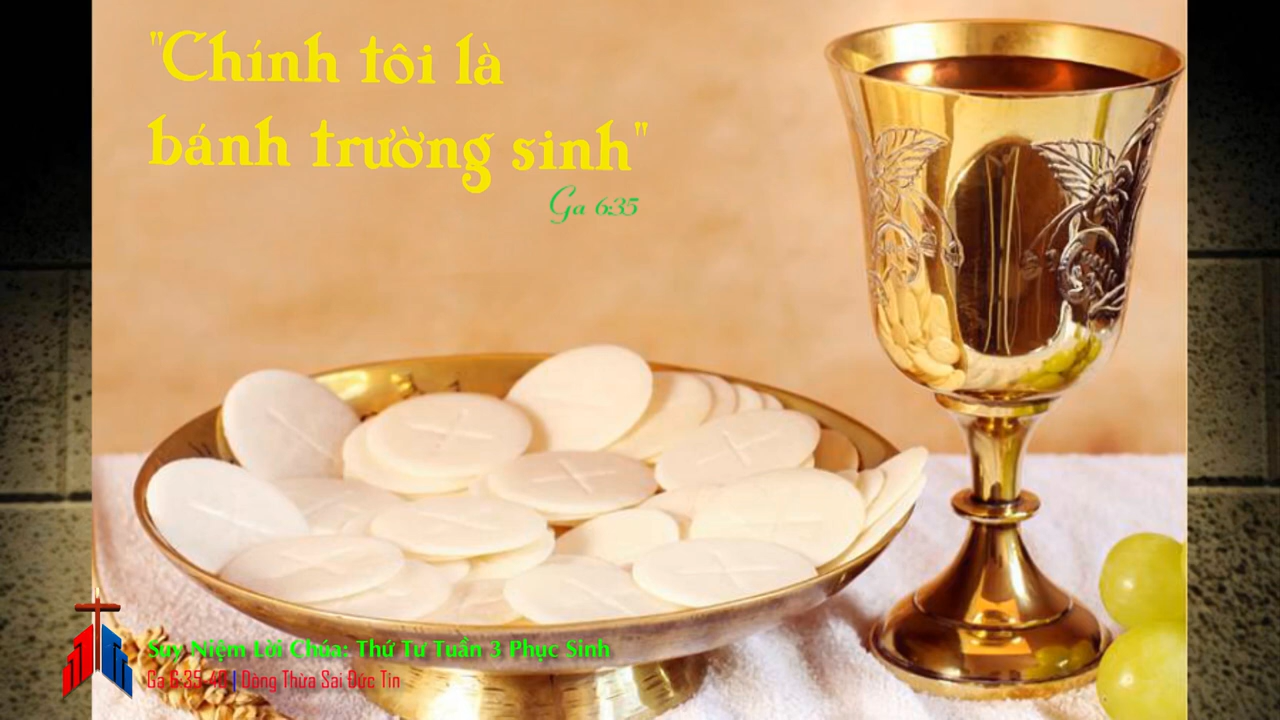 "Chính tôi là
bánh trường sinh"
Ga 6:35
Suy Niệm Lời Chúa: Thứ Tư Tuần 3 Phục Sinh
Ga 6:35-40 | Dòng Thừa Sai Đức Tin